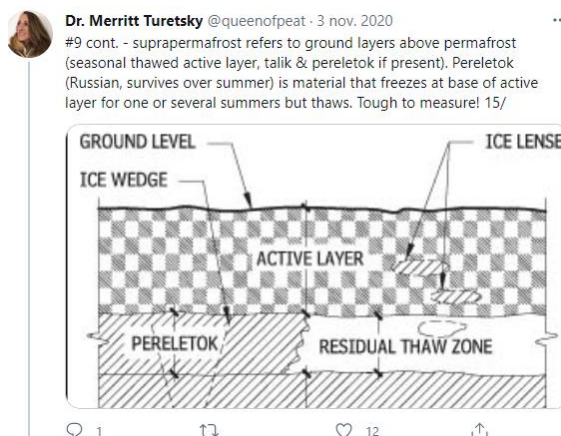 Dr. Merritt Turetsky @queenofpeat · 3 nov. 2020
#9 cont. - suprapermafrost refers to ground layers above permafrost
(seasonal thawed active layer, talik & pereletok if present). Pereletok
(Russian, survives over summer) is material that freezes at base of active
layer for one or several summers but thaws. Tough to measure! 15/
GROUND LEVEL
ICE LENSE
ICE WEDGE
ACTIVE LAYER
PERELETOK
RESIDUAL THAW ZONE
1
12